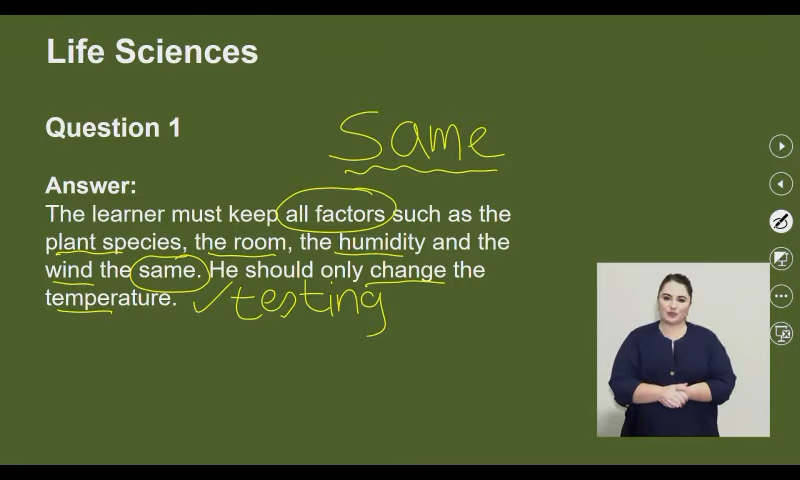 Life Sciences
Question 1
Same
Answer:
The learner must keep all factors such as the
plant species, the room, the humidity and the
wind the same. He should only change the
temperature. testing